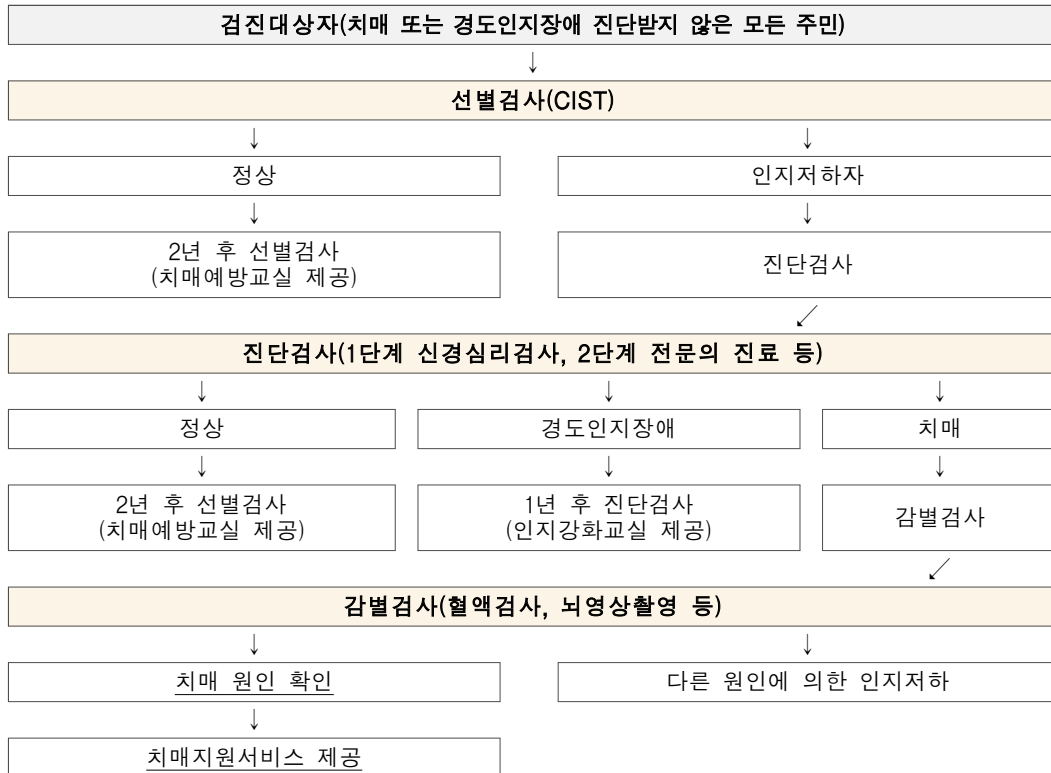 검진대상자(치매 또는 경도인지장애 진단받지 않은 모든 주민)
↓
선별검사(CIST)
↓ ↓
정상 인지저하자
↓ ↓
2년 후 선별검사
(치매예방교실 제공)
진단검사
↙
진단검사(1단계 신경심리검사, 2단계 전문의 진료 등)
↓ ↓ ↓
정상 경도인지장애 치매
↓ ↓ ↓
2년 후 선별검사
(치매예방교실 제공)
1년 후 진단검사
(인지강화교실 제공)
감별검사
↙
감별검사(혈액검사, 뇌영상촬영 등)
↓ ↓
치매 원인 확인 다른 원인에 의한 인지저하
↓
치매지원서비스 제공